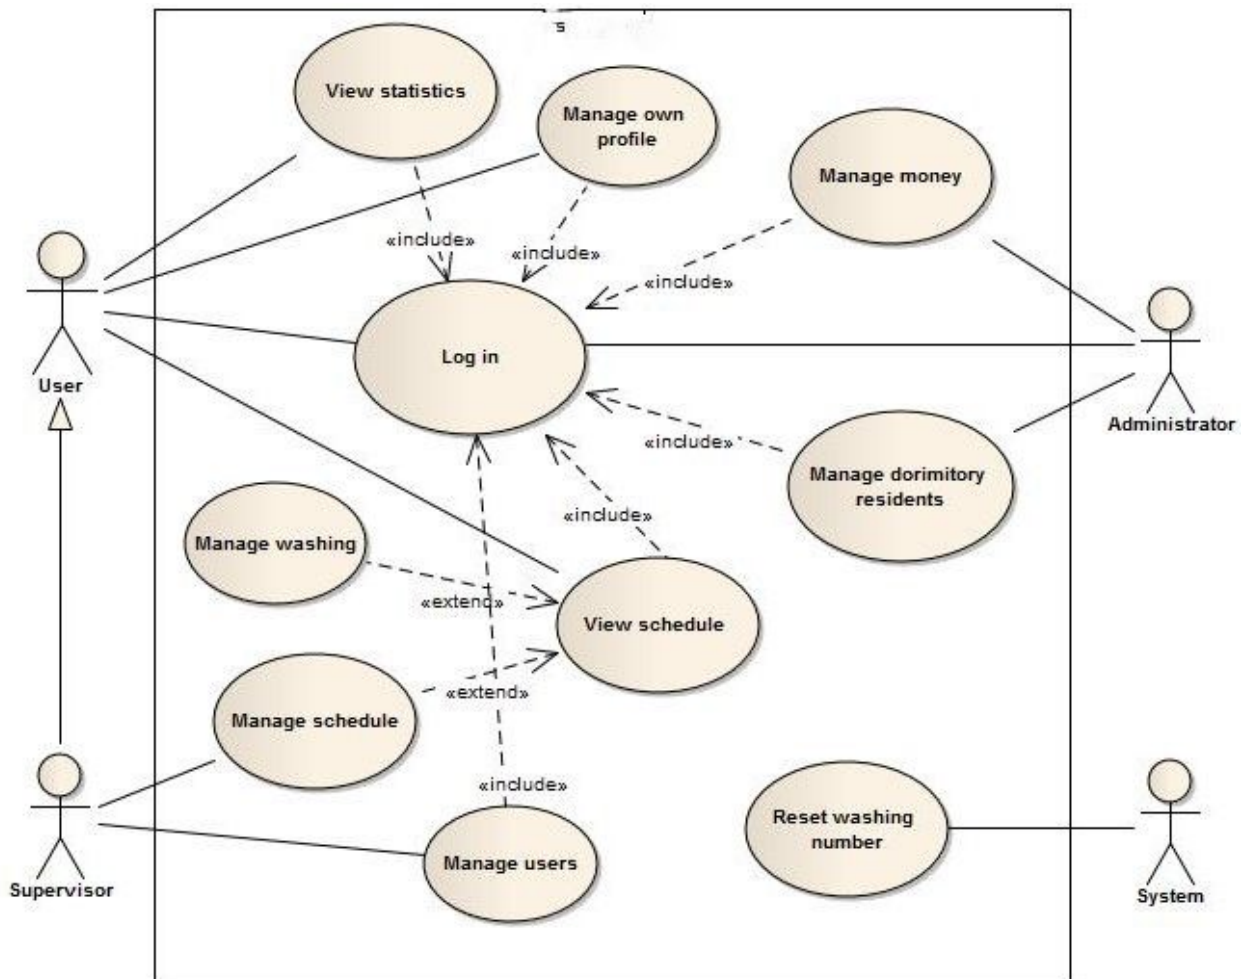 s
View statistics
Manage own
profile
Manage money
«include»
«include»
«include»
User
Log in
Administrator
«include»
Manage dorimitory
residents
«include»
Manage washing
«extend»
View schedule
«extend»
Manage schedule
«include»
Reset washing
number
Manage users
Supervisor
System